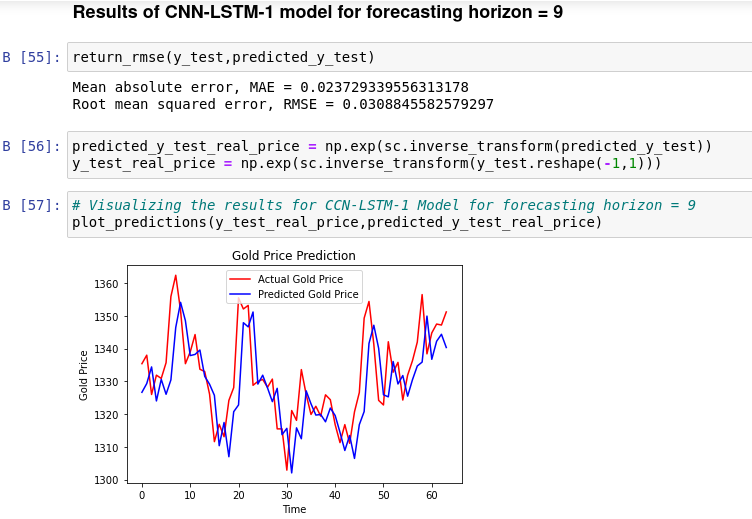 Results of CNN-LSTM-1 model for forecasting horizon = 9
B [55]: return_rmse(y_test,predicted_y_test)
Mean absolute error, MAE = 0.023729339556313178
Root mean squared error, RMSE = 0.0308845582579297
B [56]: predicted_y_test_real_price = np.exp(sc.inverse_transform(predicted_y_test))
y_test_real_price = np.exp(sc.inverse_transform(y_test.reshape(-1,1)))
B [57]: # Visualizing the results for CCN-LSTM-1 Model for forecasting horizon = 9
plot_predictions(y_test_real_price,predicted_y_test_real_price)
Gold Price Prediction
Actual Gold Price
Predicted Gold Price
Gold Price
1360
1350
1340
1330
1320
1310
1300
0 10 20 30 40 50 60
Time